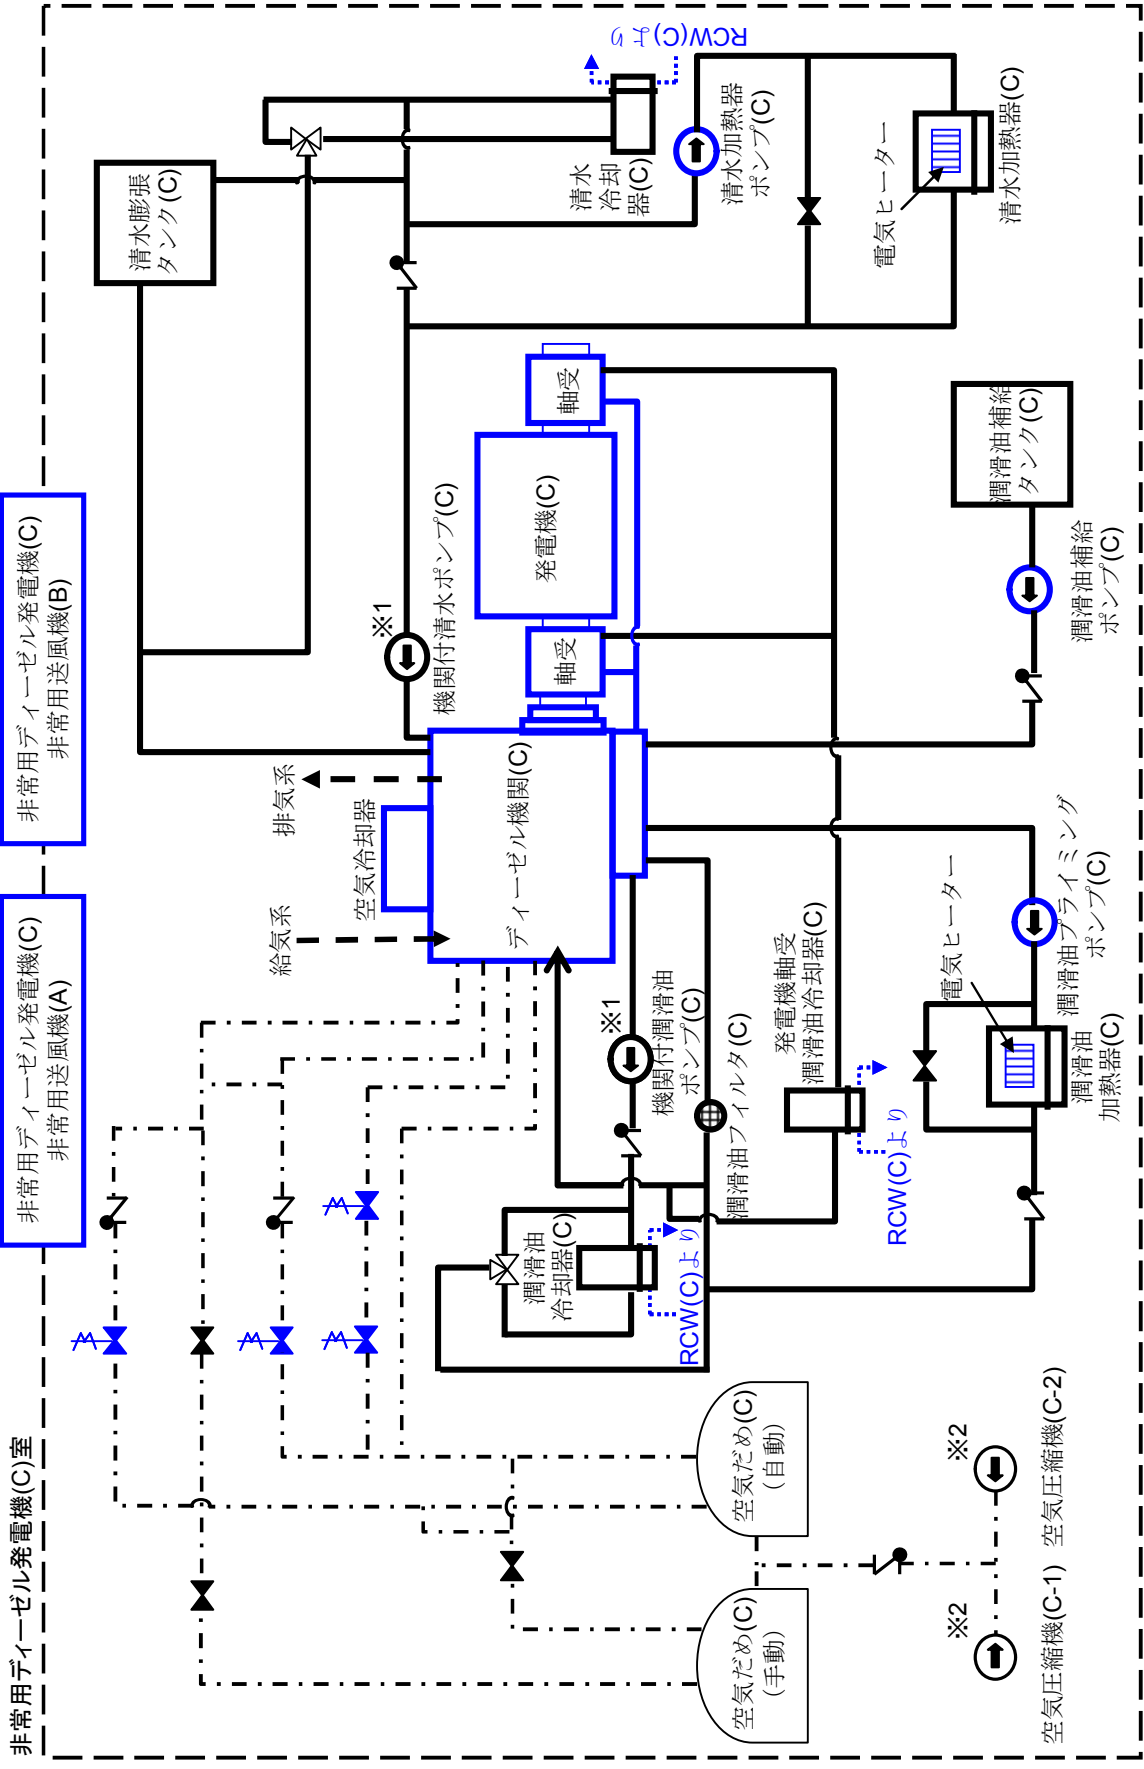 非常用ディーゼル発電機(C)室
非常用ディーゼル発電機(C)
非常用送風機(A)
非常用ディーゼル発電機(C)
非常用送風機(B)
清水膨張
タンク(C)
RCW(C)より
清水
冷却
器(C)
清水加熱器
ポンプ(C)
電気ヒーター
清水加熱器(C)
給気系
排気系
空気冷却器
ディーゼル機関(C)
※1
機関付清水ポンプ(C)
軸受
発電機(C)
軸受
※1
機関付潤滑油
ポンプ(C)
潤滑油フィルタ(C)
潤滑油
冷却器(C)
RCW(C)より
発電機軸受
潤滑油冷却器(C)
RCW(C)より
電気ヒーター
潤滑油
加熱器(C)
潤滑油プライミング
ポンプ(C)
潤滑油補給
ポンプ(C)
潤滑油補給
タンク(C)
空気だめ(C)
(手動)
空気だめ(C)
(自動)
※2
空気圧縮機(C-1)
※2
空気圧縮機(C-2)